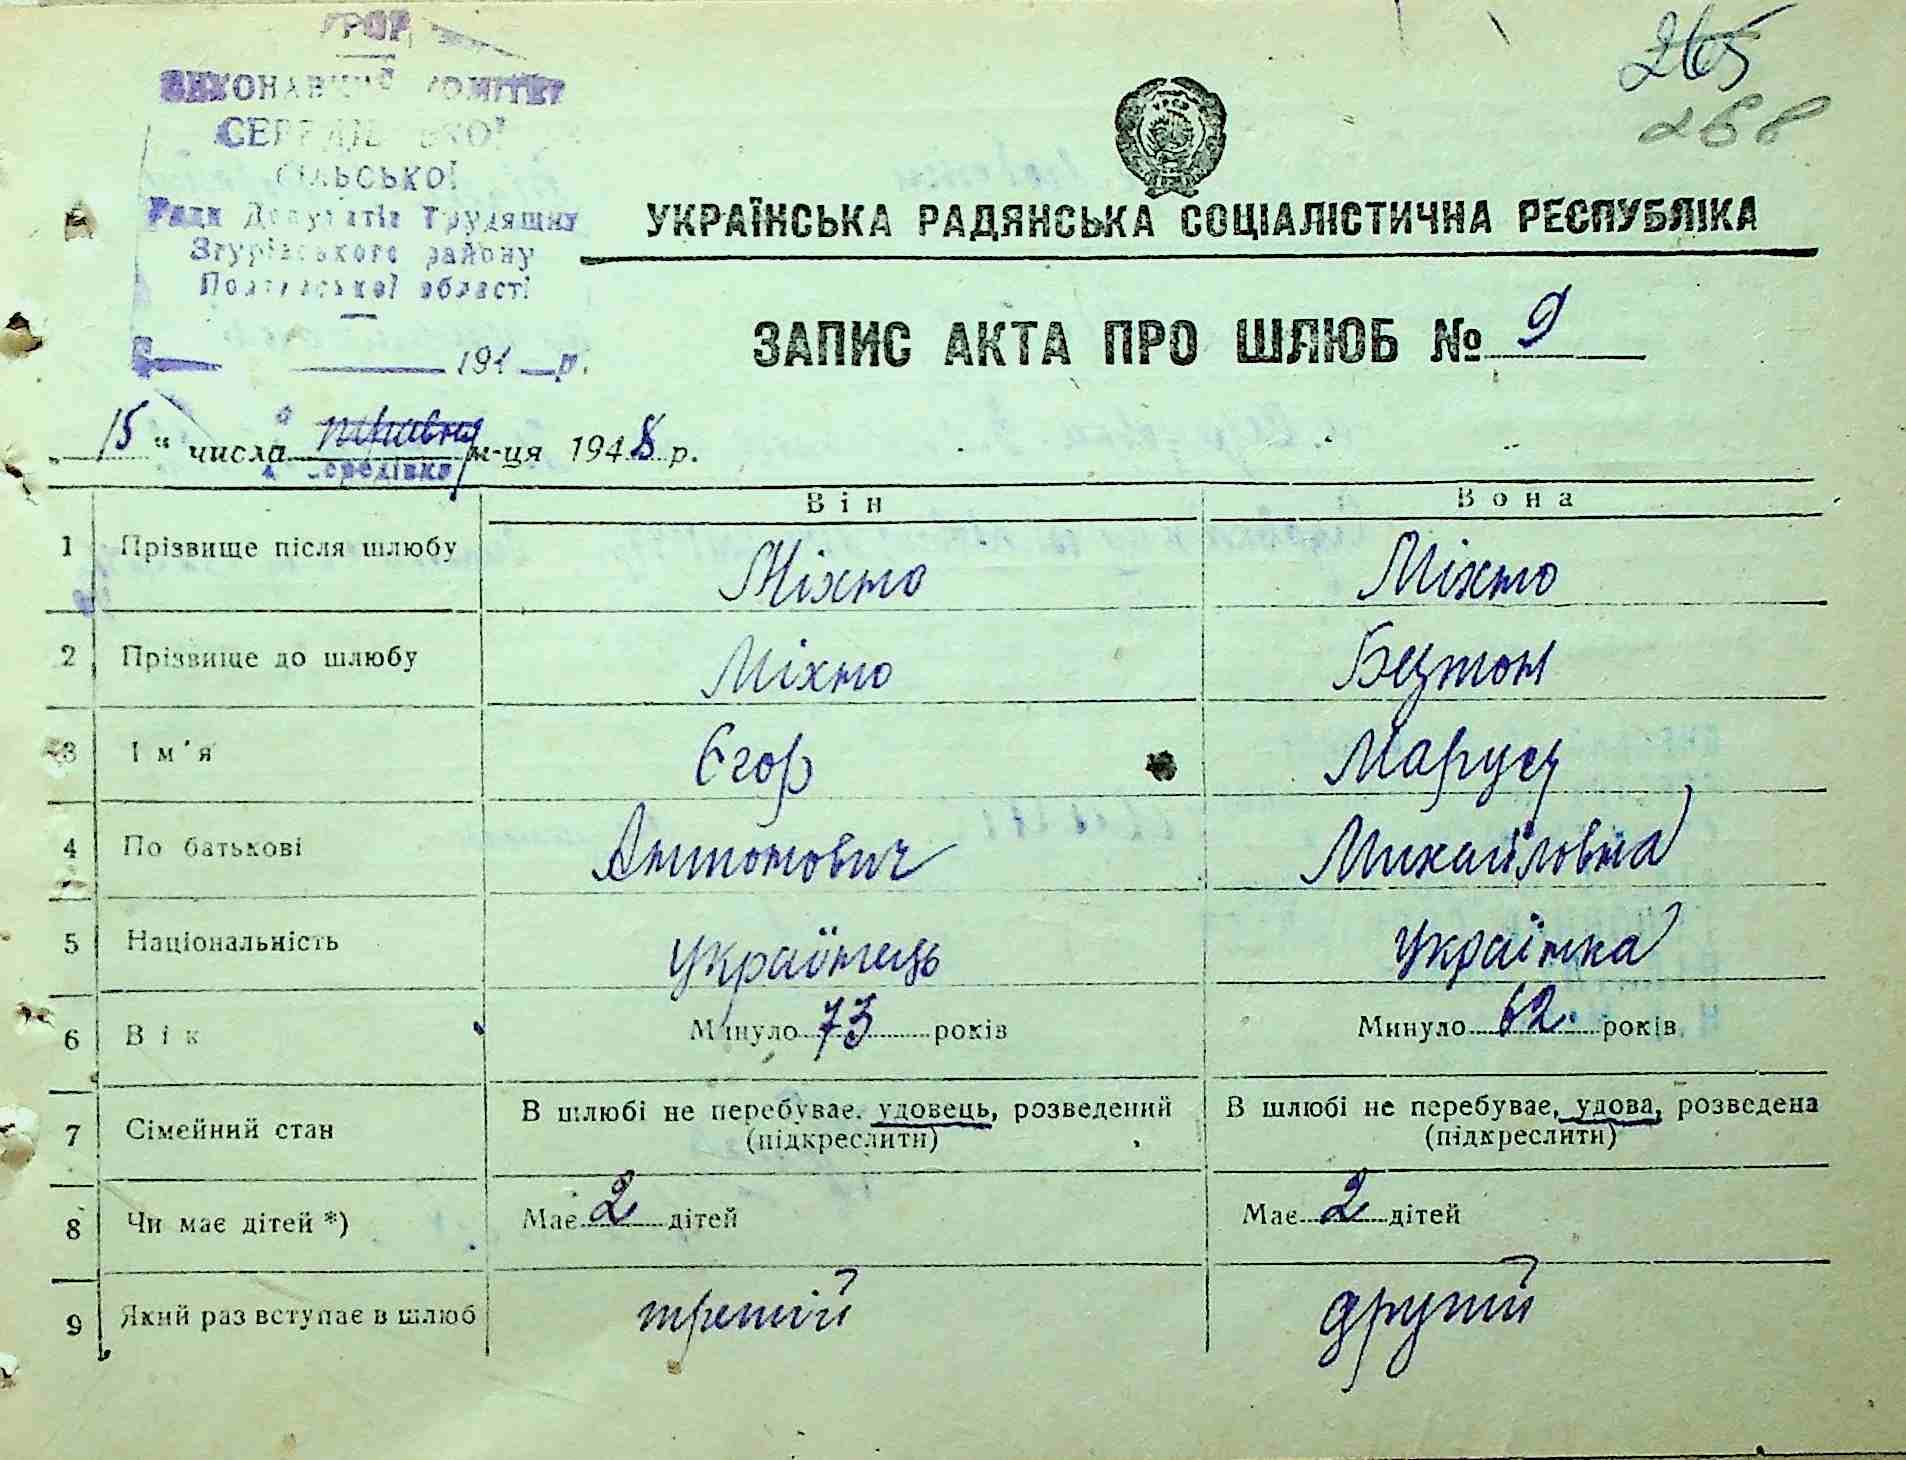 УРСР
265
268
ВИКОНАВЧИЙ КОМІТЕТ
СЕРЕДІВСЬКОЇ
СІЛЬСЬКОЇ
Ради Депутатів Трудящих
Згурівського району
Полтавської області
194 р.
УКРАЇНСЬКА РАДЯНСЬКА СОЦІАЛІСТИЧНА РЕСПУБЛІКА
ЗАПИС АКТА ПРО ШЛЮБ № 9
15 “ числа травня м-ця 1948 р.
с. Середівка
Він Вона
1 Прізвище після шлюбу Міхно Міхно
2 Прізвище до шлюбу Міхно
3 Ім'я Єгор Маруся
4 По батькові Антонович Михайловна
5 Національність Українець Українка
6 Вік Минуло 73 років Минуло 62 років
7 Сімейний стан В шлюбі не перебуває, удовець, розведений В шлюбі не перебуває, удова, розведена
(підкреслити) (підкреслити)
8 Чи має дітей *) Має 2 дітей Має 2 дітей
9 Який раз вступає в шлюб третій другий